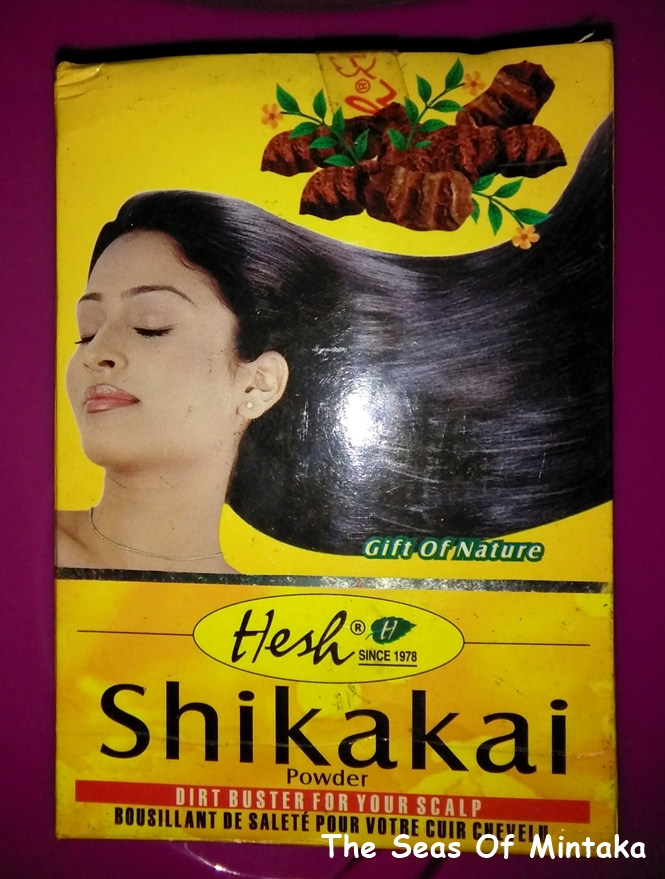 Gift Of Nature
Hesh® H
SINCE 1978
Shikakai
Powder
DIRT BUSTER FOR YOUR SCALP
BOUSILLANT DE SALETÉ POUR VOTRE CUIR CHEVELU
The Seas Of Mintaka